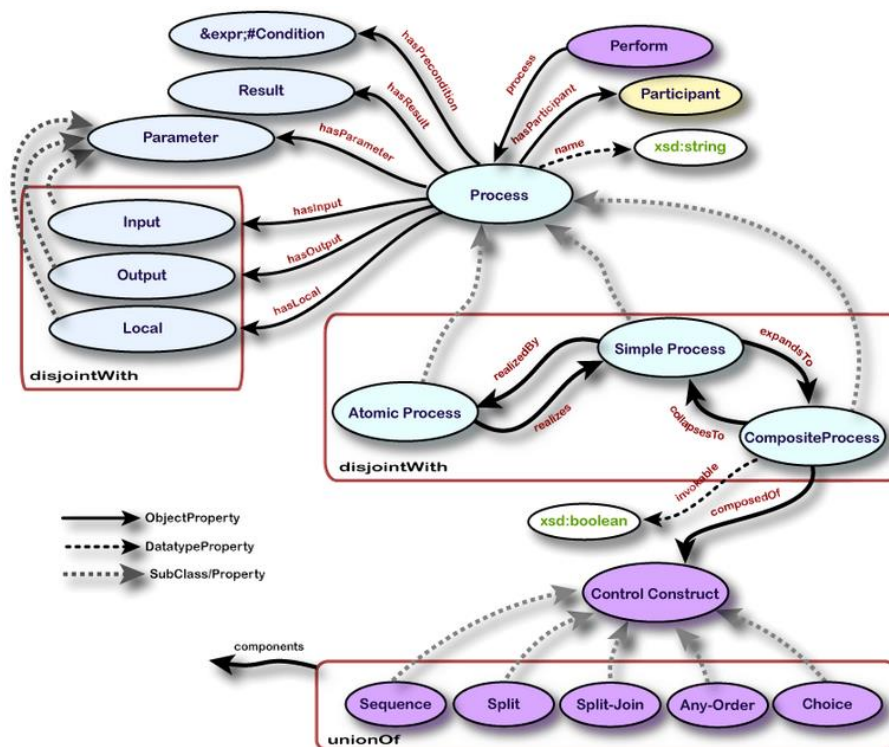 &expr;#Condition
hasPrecondition
process
Perform
Result
hasResult
hasParticipant
Participant
Parameter
hasParameter
name
xsd:string
Process
Input
hasInput
Output
hasOutput
Local
hasLocal
disjointWith
realizedBy
Simple Process
expandsTo
Atomic Process
realizes
collapsesTo
CompositeProcess
disjointWith
invokable
composedOf
xsd:boolean
ObjectProperty
DatatypeProperty
SubClass/Property
Control Construct
components
Sequence
Split
Split-Join
Any-Order
Choice
unionOf